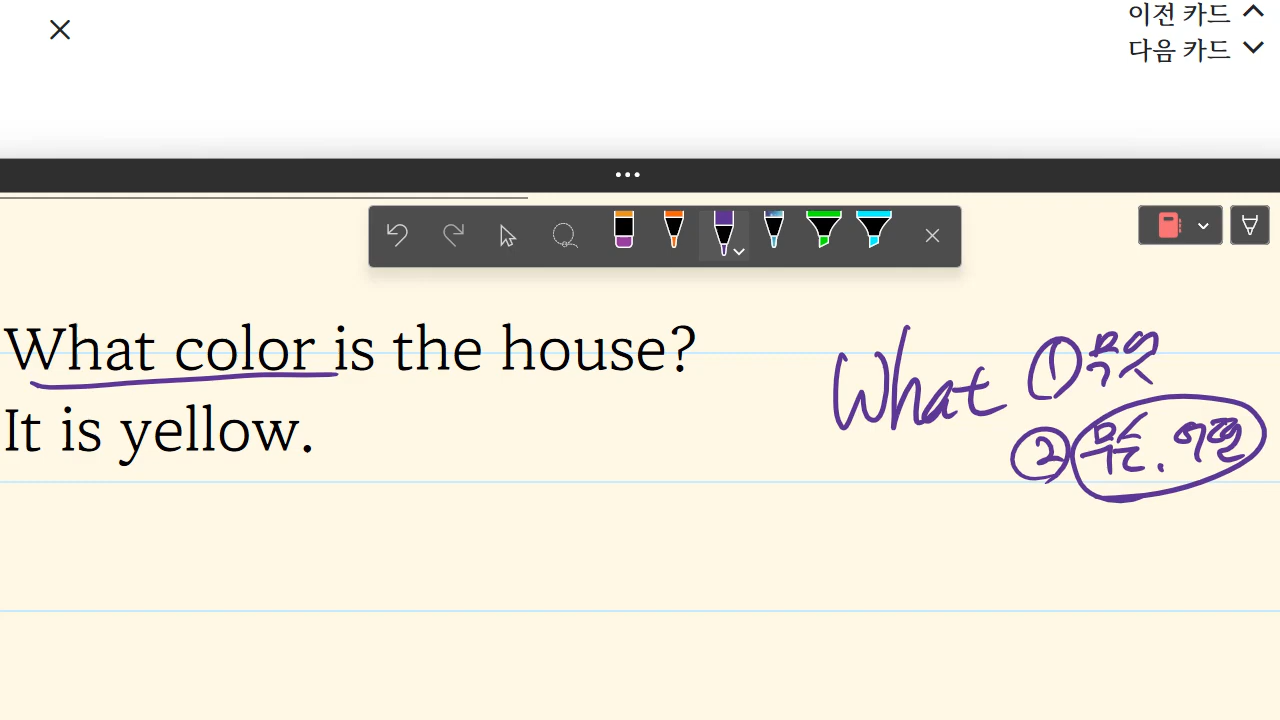 이전 카드
다음 카드
What color is the house?
It is yellow.
What ① 무엇
② 무슨. 어떤